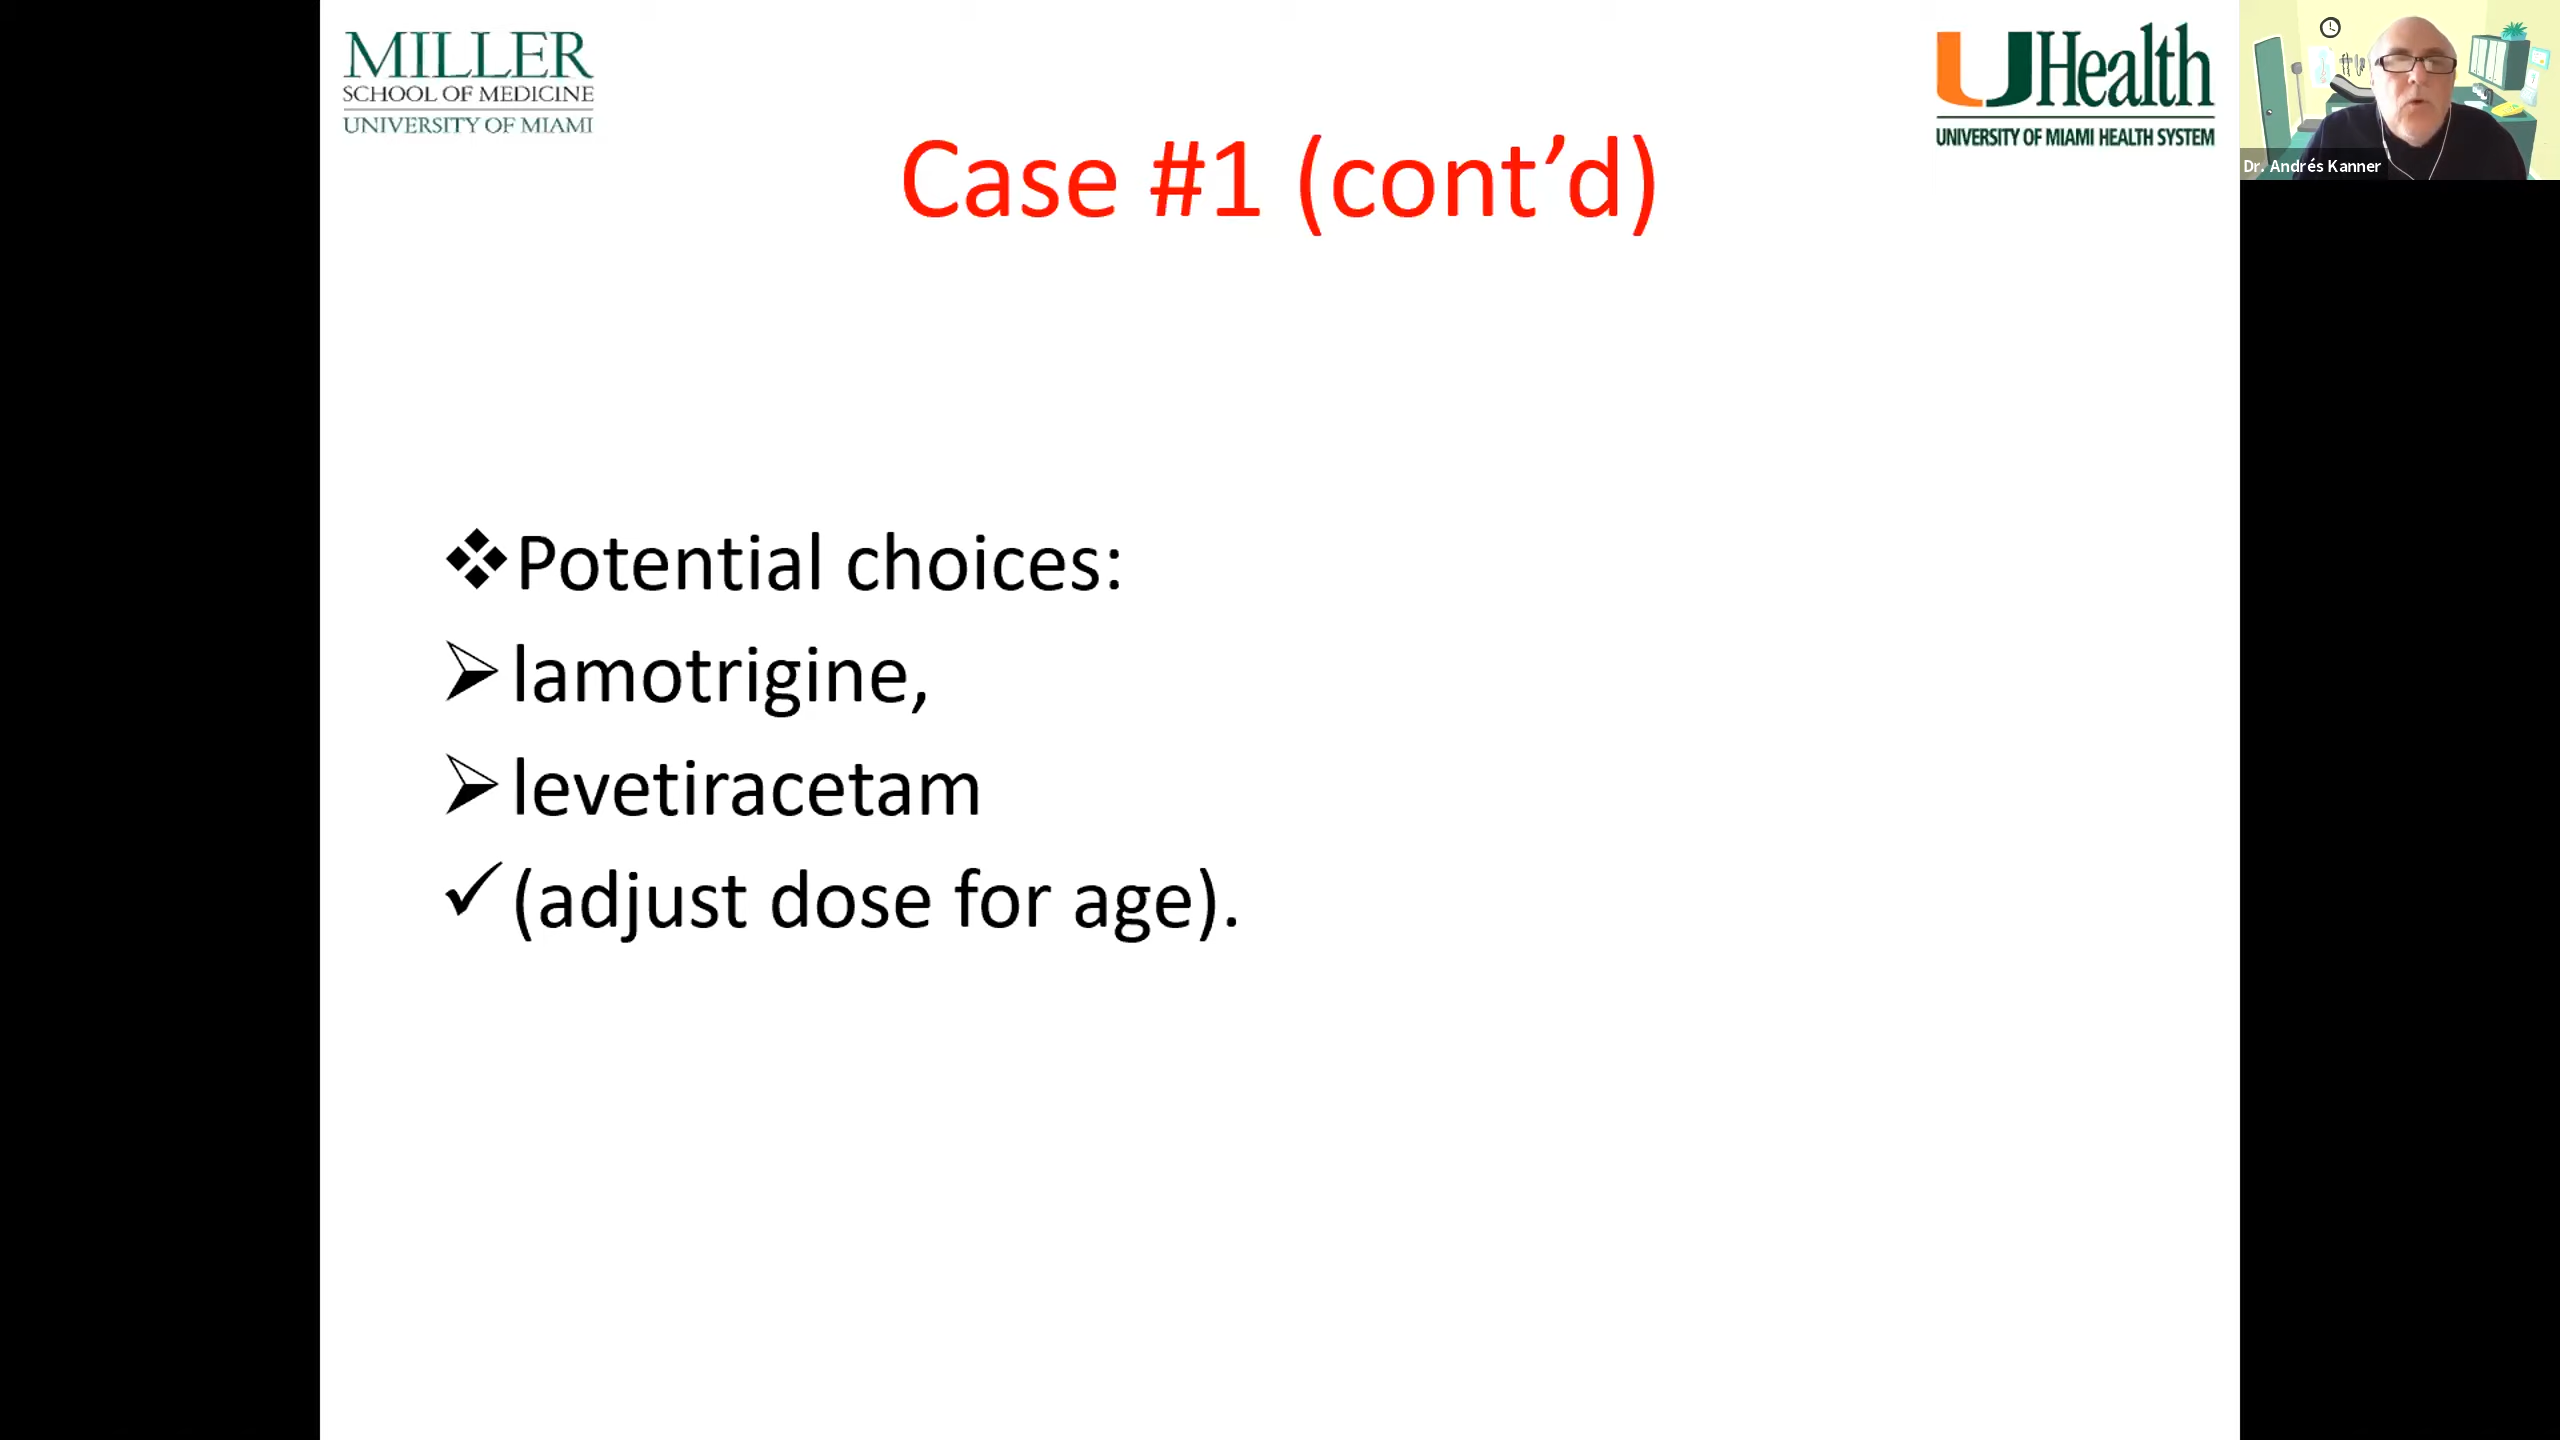 MILLER
SCHOOL OF MEDICINE
UNIVERSITY OF MIAMI
UHealth
UNIVERSITY OF MIAMI HEALTH SYSTEM
Dr. Andrés Kanner
Case #1 (cont’d)
❖Potential choices:
➢lamotrigine,
➢levetiracetam
✓(adjust dose for age).